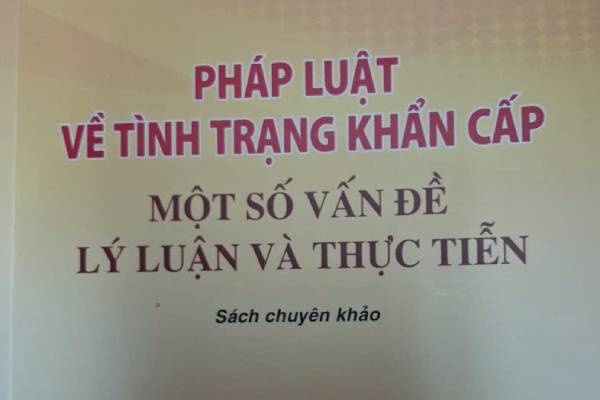 PHÁP LUẬT
VỀ TÌNH TRẠNG KHẨN CẤP
MỘT SỐ VẤN ĐỀ
LÝ LUẬN VÀ THỰC TIỄN
Sách chuyên khảo